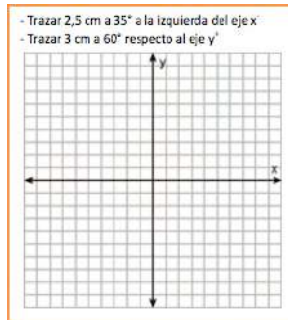 - Trazar 2,5 cm a 35° a la izquierda del eje x
- Trazar 3 cm a 60° respecto al eje y
y
x